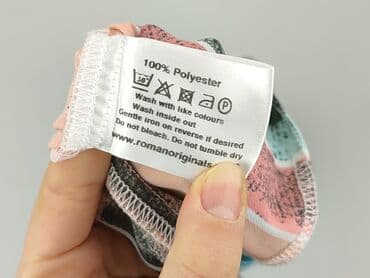 100% Polyester
30° P
Wash with like colours
Wash inside out
Gentle iron on reverse if desired
Do not bleach. Do not tumble dry
www.romanoriginals